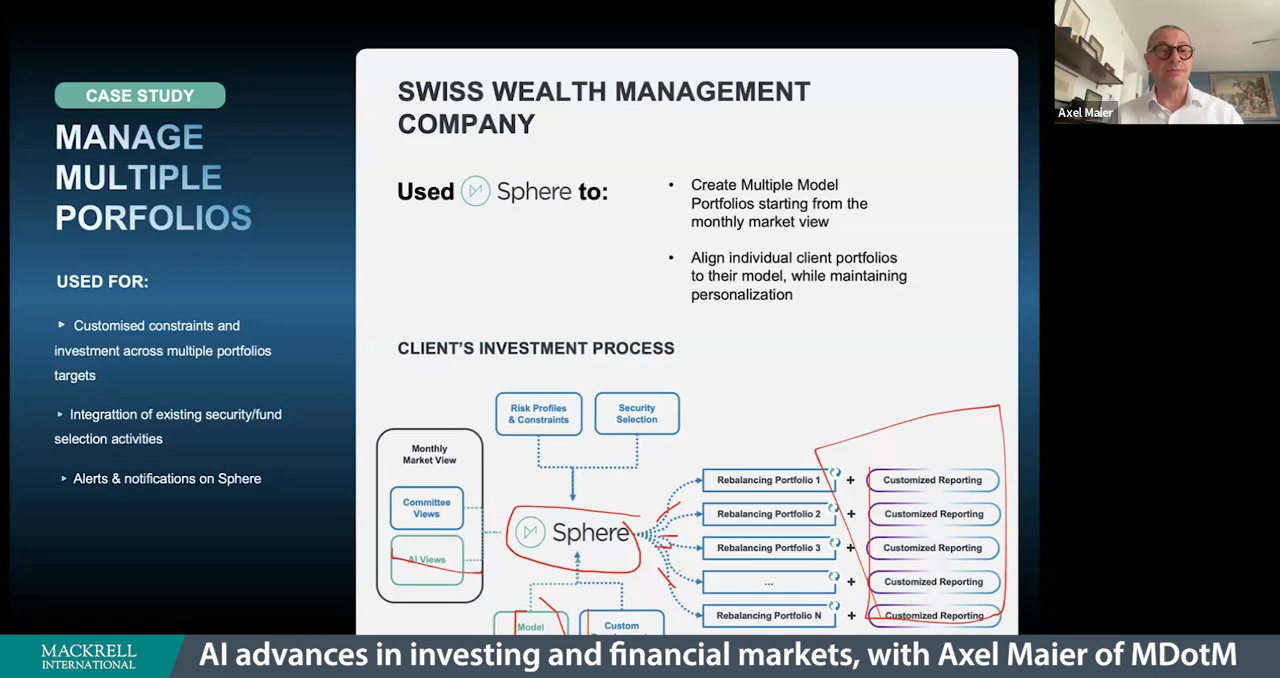 CASE STUDY
MANAGE
MULTIPLE
PORFOLIOS
USED FOR:
Customised constraints and
investment across multiple portfolios
targets
Integrattion of existing security/fund
selection activities
Alerts & notifications on Sphere
SWISS WEALTH MANAGEMENT
COMPANY
Used Sphere to:
• Create Multiple Model
Portfolios starting from the
monthly market view
• Align individual client portfolios
to their model, while maintaining
personalization
CLIENT'S INVESTMENT PROCESS
Risk Profiles
& Constraints
Security
Selection
Monthly
Market View
Committee
Views
AI Views
Sphere
Model
Custom
Rebalancing Portfolio 1 + Customized Reporting
Rebalancing Portfolio 2 + Customized Reporting
Rebalancing Portfolio 3 + Customized Reporting
... + Customized Reporting
Rebalancing Portfolio N + Customized Reporting
Axel Maier
MACKRELL
INTERNATIONAL
AI advances in investing and financial markets, with Axel Maier of MDotM